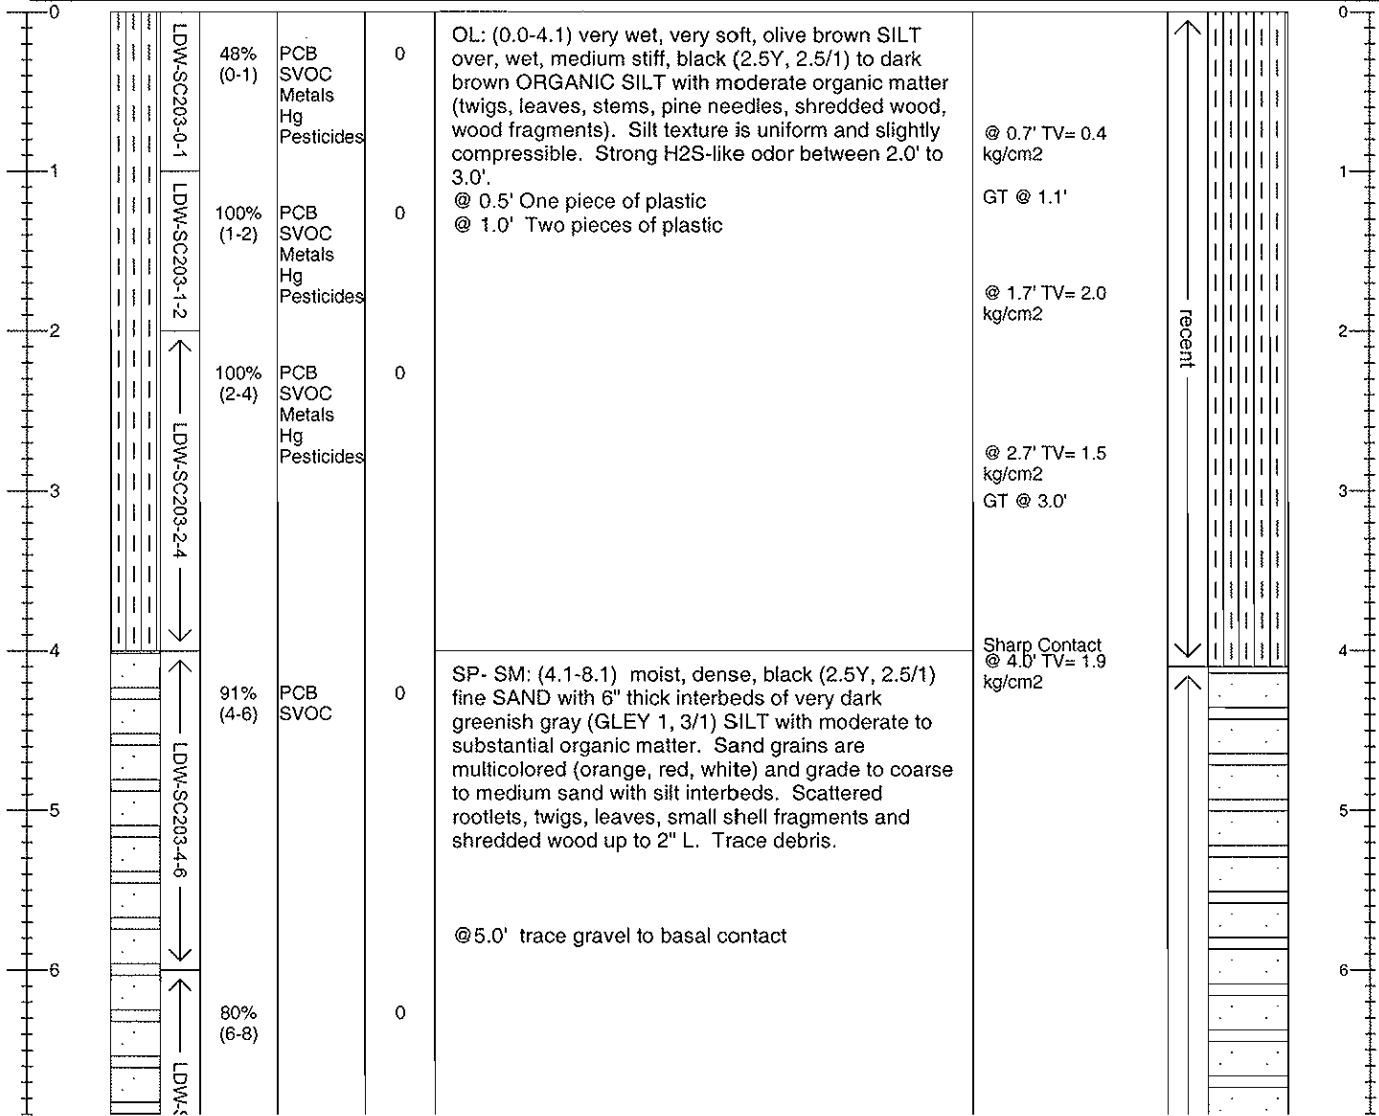 0
0
LDW-SC203-0-1
48%
(0-1)
PCB
SVOC
Metals
Hg
Pesticides
0
OL: (0.0-4.1) very wet, very soft, olive brown SILT
over, wet, medium stiff, black (2.5Y, 2.5/1) to dark
brown ORGANIC SILT with moderate organic matter
(twigs, leaves, stems, pine needles, shredded wood,
wood fragments). Silt texture is uniform and slightly
compressible. Strong H2S-like odor between 2.0' to
3.0'.
@ 0.5' One piece of plastic
@ 1.0' Two pieces of plastic
@ 0.7' TV= 0.4
kg/cm2
GT @ 1.1'
1
1
LDW-SC203-1-2
100%
(1-2)
PCB
SVOC
Metals
Hg
Pesticides
0
@ 1.7' TV= 2.0
kg/cm2
recent
2
2
LDW-SC203-2-4
100%
(2-4)
PCB
SVOC
Metals
Hg
Pesticides
0
@ 2.7' TV= 1.5
kg/cm2
GT @ 3.0'
3
3
Sharp Contact
@ 4.0' TV= 1.9
kg/cm2
4
4
LDW-SC203-4-6
91%
(4-6)
PCB
SVOC
0
SP- SM: (4.1-8.1) moist, dense, black (2.5Y, 2.5/1)
fine SAND with 6" thick interbeds of very dark
greenish gray (GLEY 1, 3/1) SILT with moderate to
substantial organic matter. Sand grains are
multicolored (orange, red, white) and grade to coarse
to medium sand with silt interbeds. Scattered
rootlets, twigs, leaves, small shell fragments and
shredded wood up to 2" L. Trace debris.
5
5
@5.0' trace gravel to basal contact
6
6
80%
(6-8)
0
LDW-S